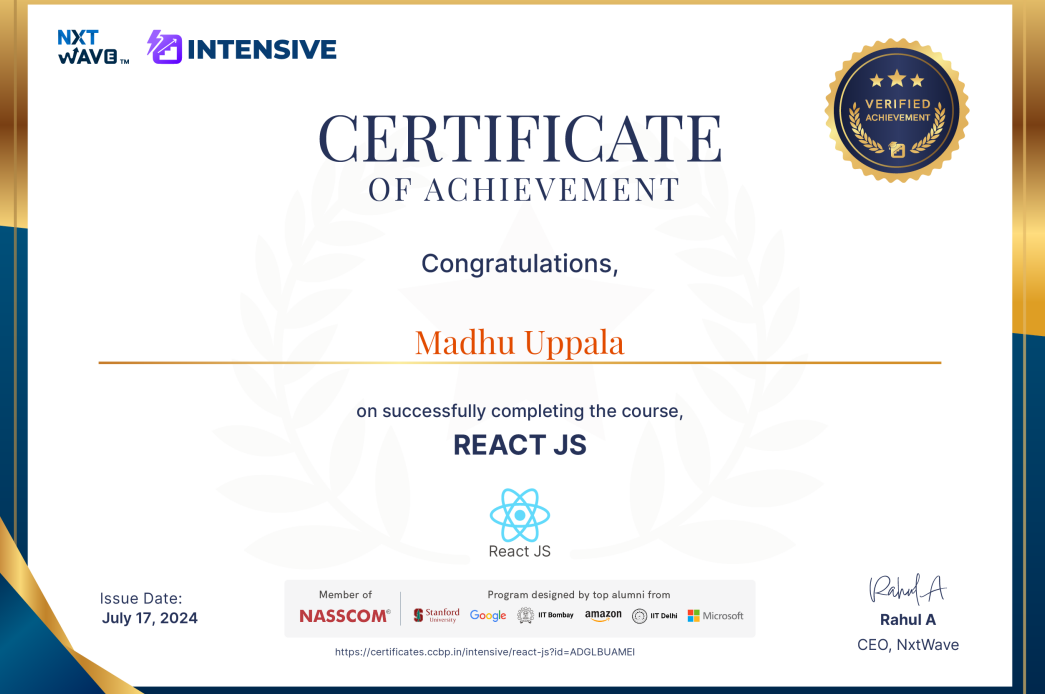 NXT
WAVE™
INTENSIVE
VERIFIED
ACHIEVEMENT
CERTIFICATE
OF ACHIEVEMENT
Congratulations,
Madhu Uppala
on successfully completing the course,
REACT JS
React JS
Issue Date:
July 17, 2024
Member of
NASSCOM®
Program designed by top alumni from
Stanford
University
Google
IIT Bombay
amazon
IIT Delhi
Microsoft
https://certificates.ccbp.in/intensive/react-js?id=ADGLBUAMEI
Rahul A
Rahul A
CEO, NxtWave